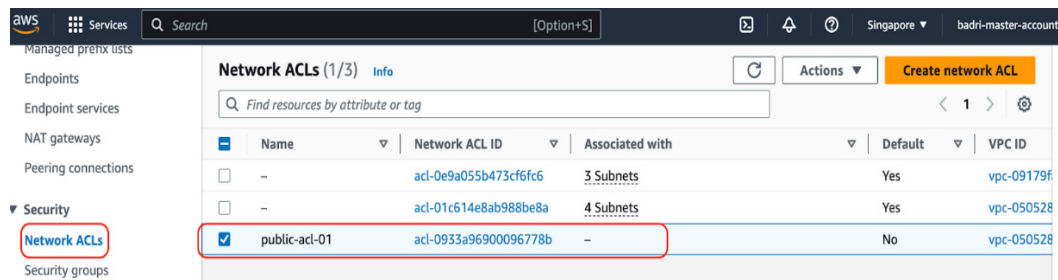 aws Services Search [Option+S] Singapore ▼ badri-master-account
Managed prefix lists
Endpoints
Endpoint services
NAT gateways
Peering connections
▼ Security
Network ACLs
Security groups
Network ACLs (1/3) Info Actions ▼ Create network ACL
Find resources by attribute or tag < 1 >
Name Network ACL ID Associated with Default VPC ID
– acl-0e9a055b473cf6fc6 3 Subnets Yes vpc-09179f
– acl-01c614e8ab988be8a 4 Subnets Yes vpc-050528
public-acl-01 acl-0933a96900096778b – No vpc-050528